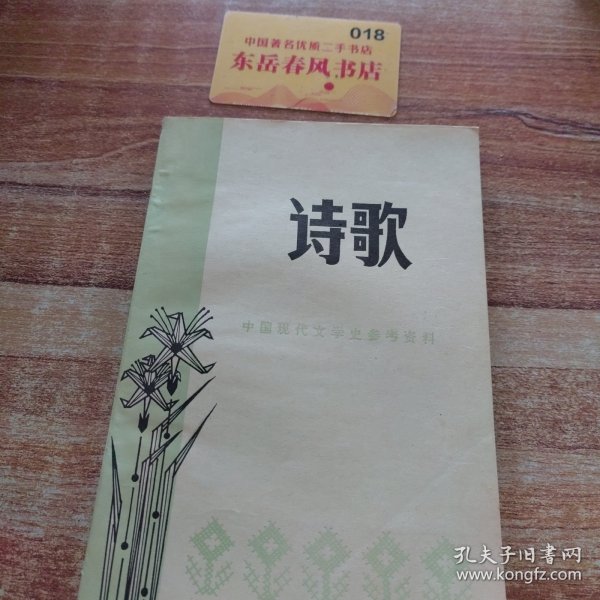 018
中国著名优质二手书店
东岳春风书店
诗歌
中国现代文学史参考资料
孔夫子旧书网
www.kongfz.com